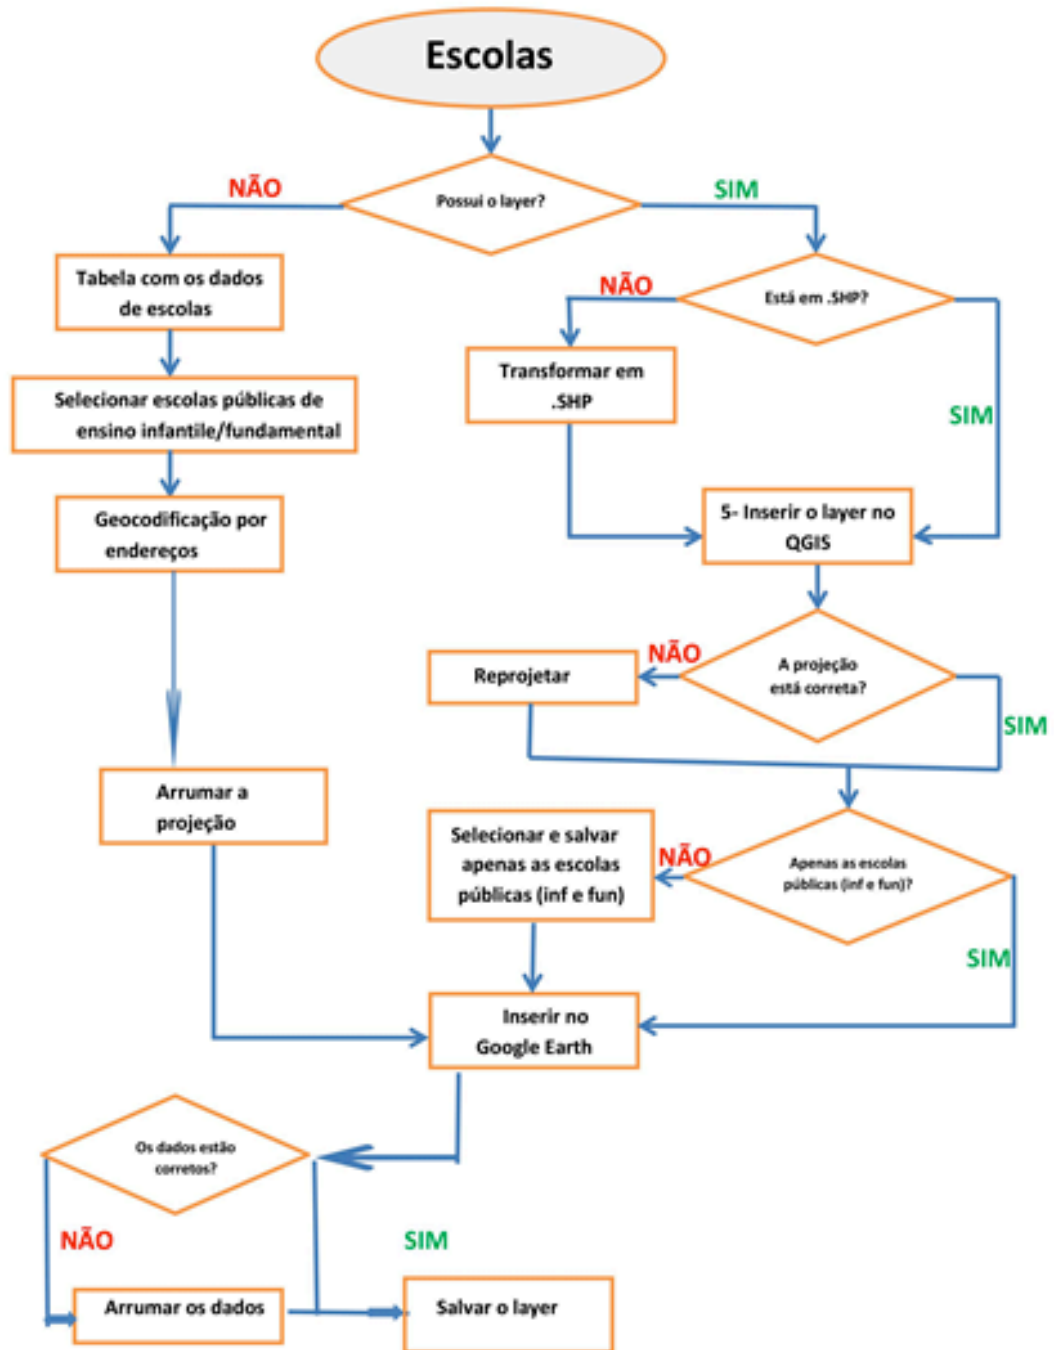 Escolas
NÃO
SIM
Possui o layer?
Tabela com os dados
de escolas
NÃO
Está em .SHP?
Transformar em
.SHP
Selecionar escolas públicas de
ensino infantile/fundamental
SIM
Geocodificação por
endereços
5- Inserir o layer no
QGIS
NÃO
A projeção
está correta?
Reprojetar
SIM
Arrumar a
projeção
Selecionar e salvar
apenas as escolas
públicas (inf e fun)
NÃO
Apenas as escolas
públicas (inf e fun)?
SIM
Inserir no
Google Earth
Os dados estão
corretos?
NÃO
SIM
Arrumar os dados
Salvar o layer